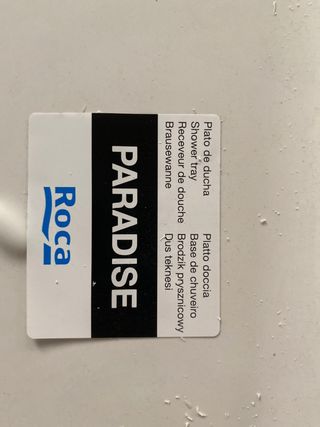 Plato de ducha
Shower tray
Receveur de douche
Brausewanne
Piatto doccia
Base de chuveiro
Brodzik prysznicowy
Dus teknesi
PARADISE
Roca